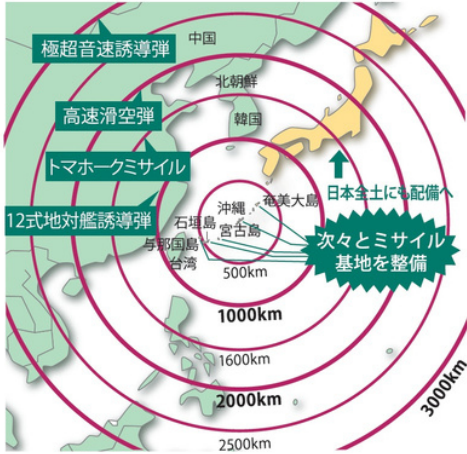 極超音速誘導弾
中国
北朝鮮
高速滑空弾
韓国
トマホークミサイル
日本全土にも配備へ
12式地対艦誘導弾
沖縄
奄美大島
石垣島
宮古島
与那国島
台湾
次々とミサイル
基地を整備
500km
1000km
1600km
2000km
2500km
3000km